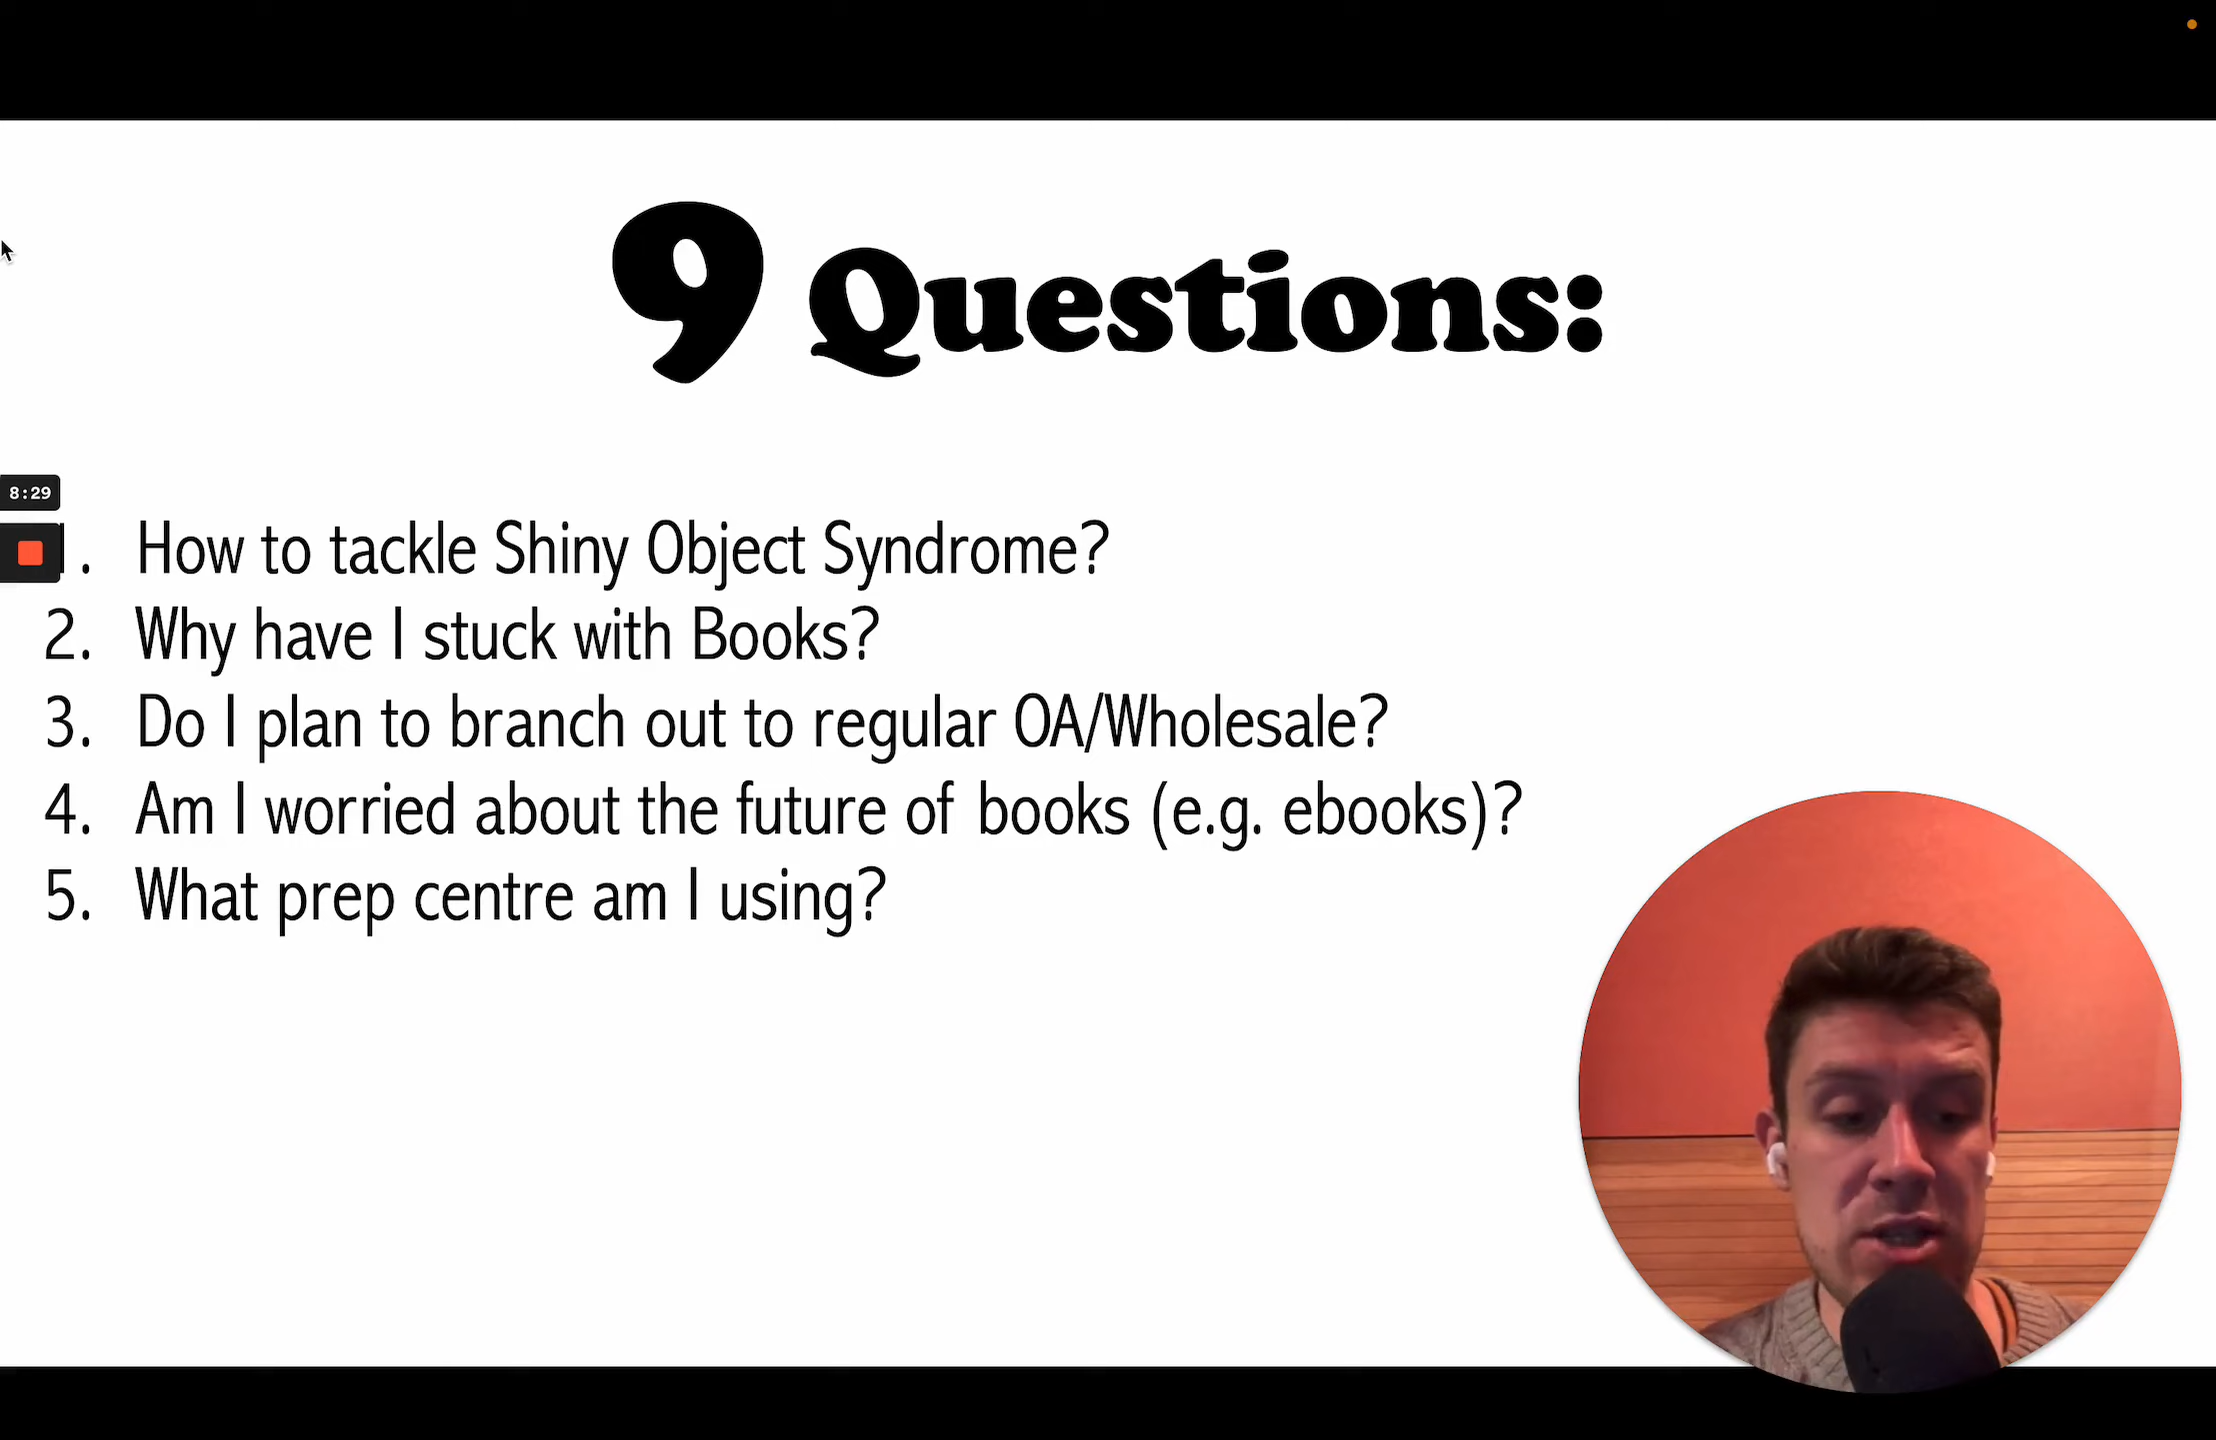 9 Questions:
8:29
1. How to tackle Shiny Object Syndrome?
2. Why have I stuck with Books?
3. Do I plan to branch out to regular OA/Wholesale?
4. Am I worried about the future of books (e.g. ebooks)?
5. What prep centre am I using?